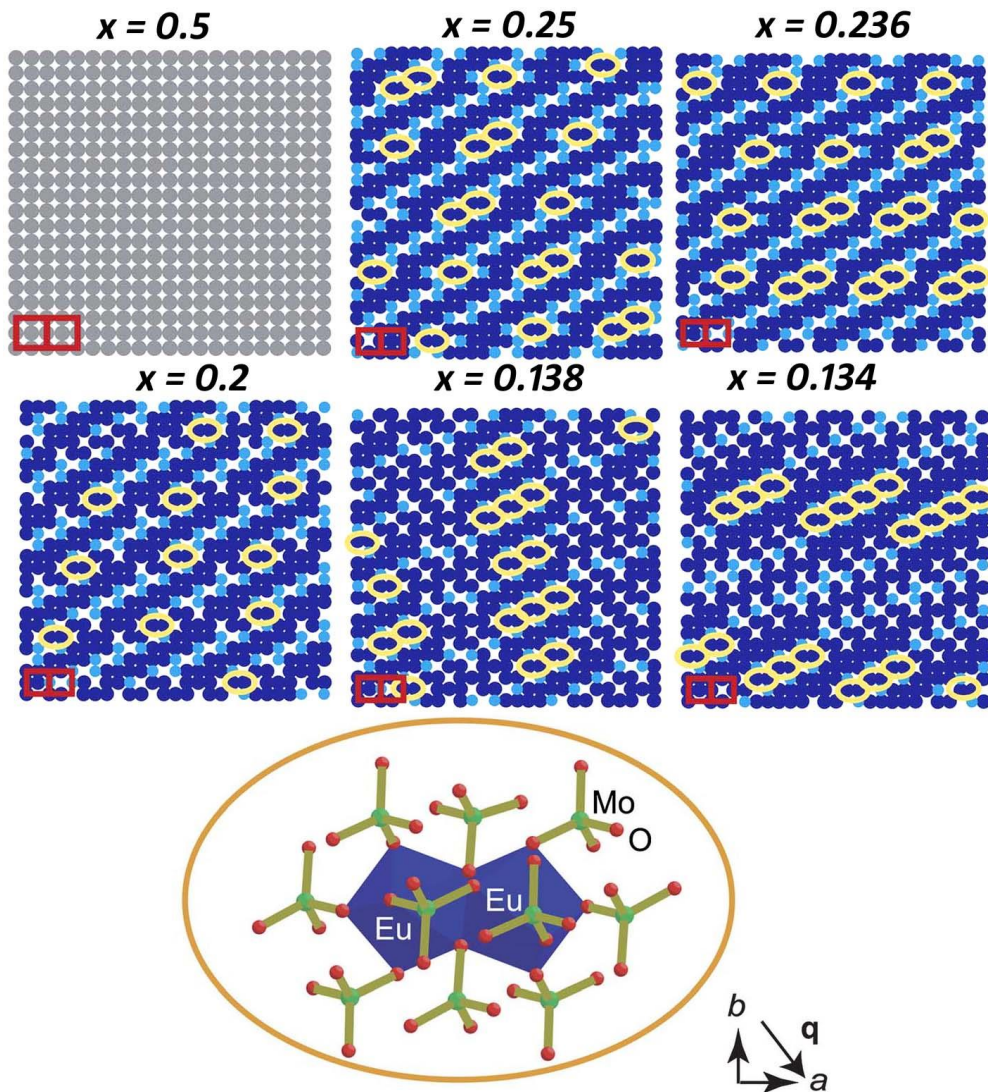 x = 0.5
x = 0.25
x = 0.236
x = 0.2
x = 0.138
x = 0.134
Mo
O
Eu
Eu
b
q
a